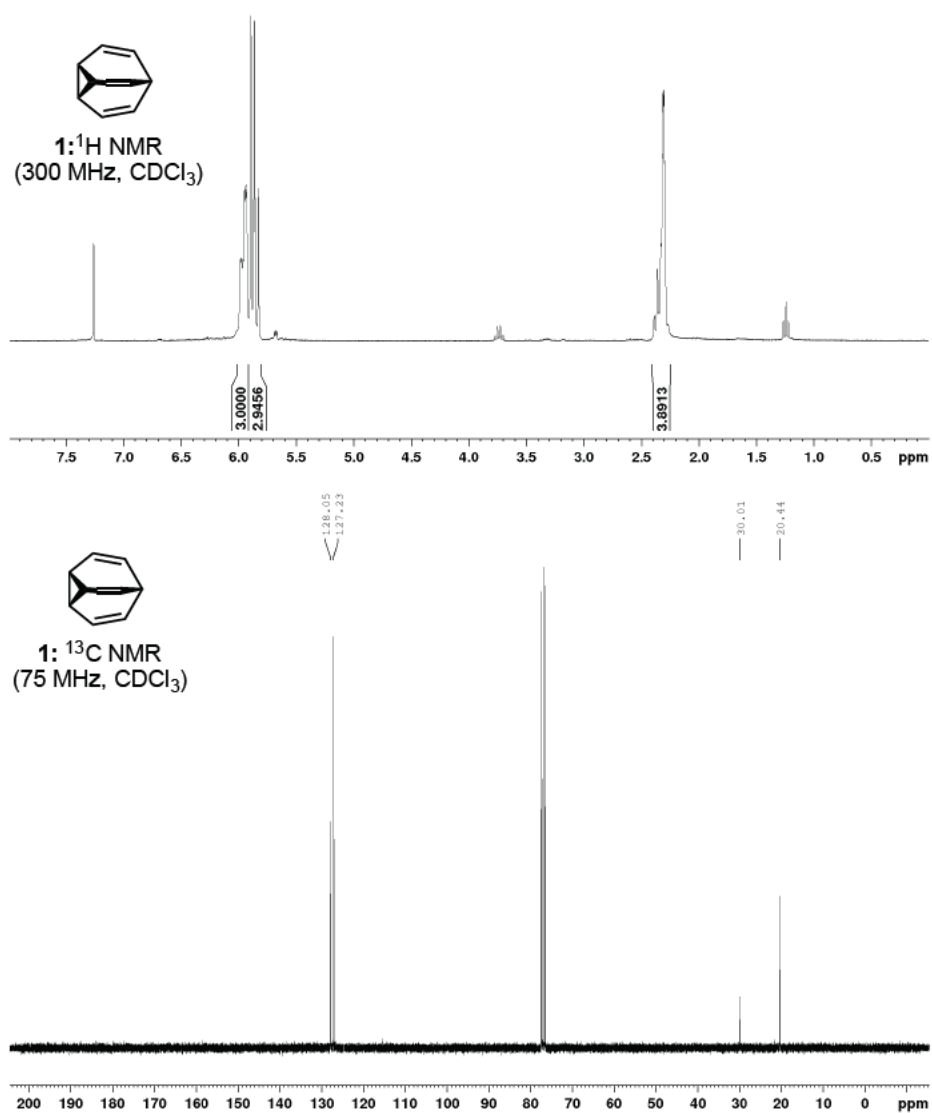 1:¹H NMR
(300 MHz, CDCl₃)
3.0000
2.9456
3.8913
7.5 7.0 6.5 6.0 5.5 5.0 4.5 4.0 3.5 3.0 2.5 2.0 1.5 1.0 0.5 ppm
128.05
127.23
30.01
20.44
1: ¹³C NMR
(75 MHz, CDCl₃)
200 190 180 170 160 150 140 130 120 110 100 90 80 70 60 50 40 30 20 10 0 ppm